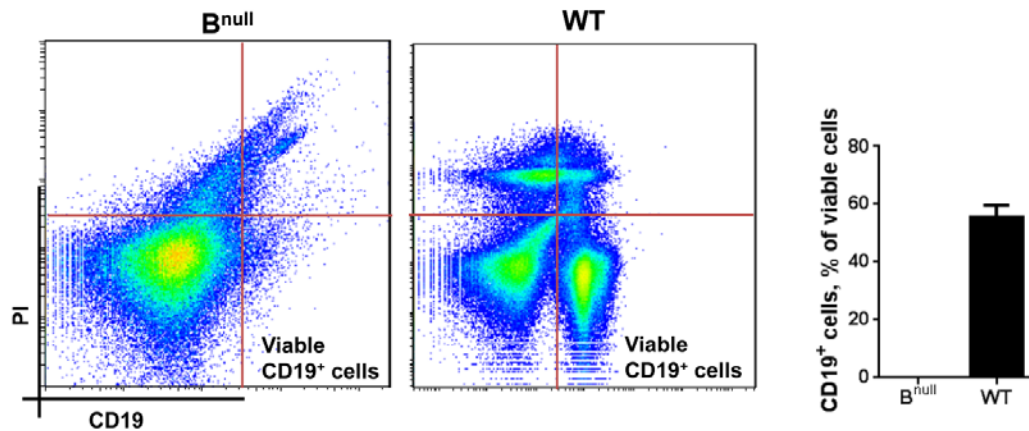 B^null
WT
PI
Viable
CD19⁺ cells
Viable
CD19⁺ cells
CD19
CD19⁺ cells, % of viable cells
80
60
40
20
0
B^null
WT